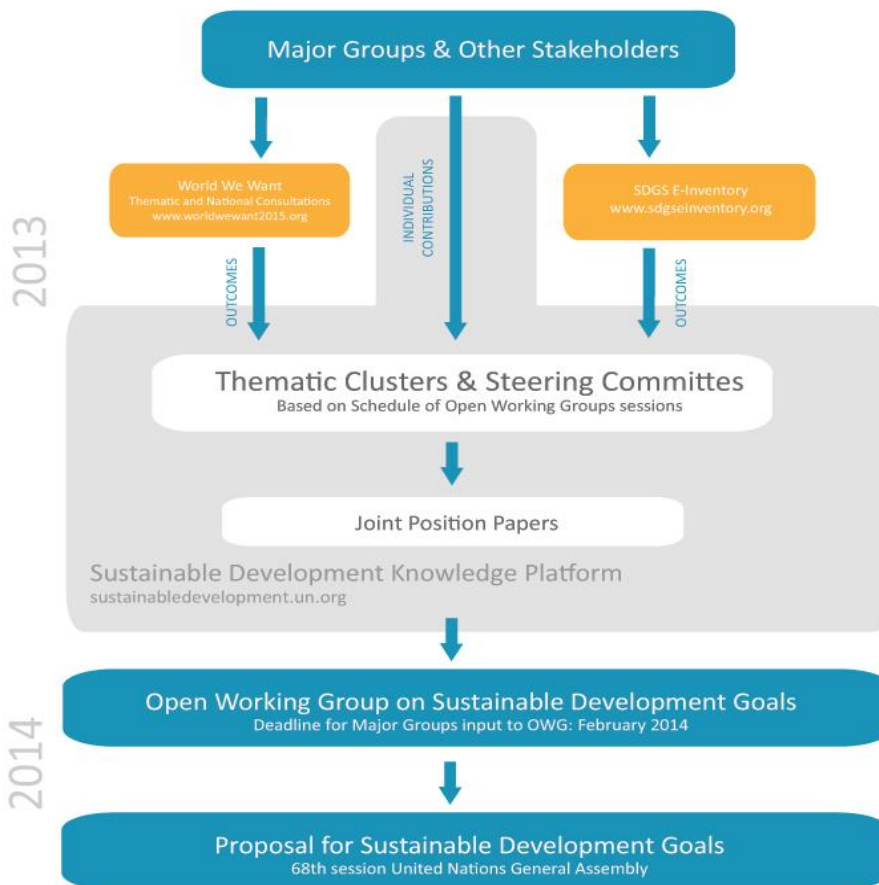 Major Groups & Other Stakeholders
World We Want
Thematic and National Consultations
www.worldwewant2015.org
INDIVIDUAL
CONTRIBUTIONS
SDGS E-Inventory
www.sdgseinventory.org
2013
OUTCOMES
OUTCOMES
Thematic Clusters & Steering Committes
Based on Schedule of Open Working Groups sessions
Joint Position Papers
Sustainable Development Knowledge Platform
sustainabledevelopment.un.org
2014
Open Working Group on Sustainable Development Goals
Deadline for Major Groups input to OWG: February 2014
Proposal for Sustainable Development Goals
68th session United Nations General Assembly